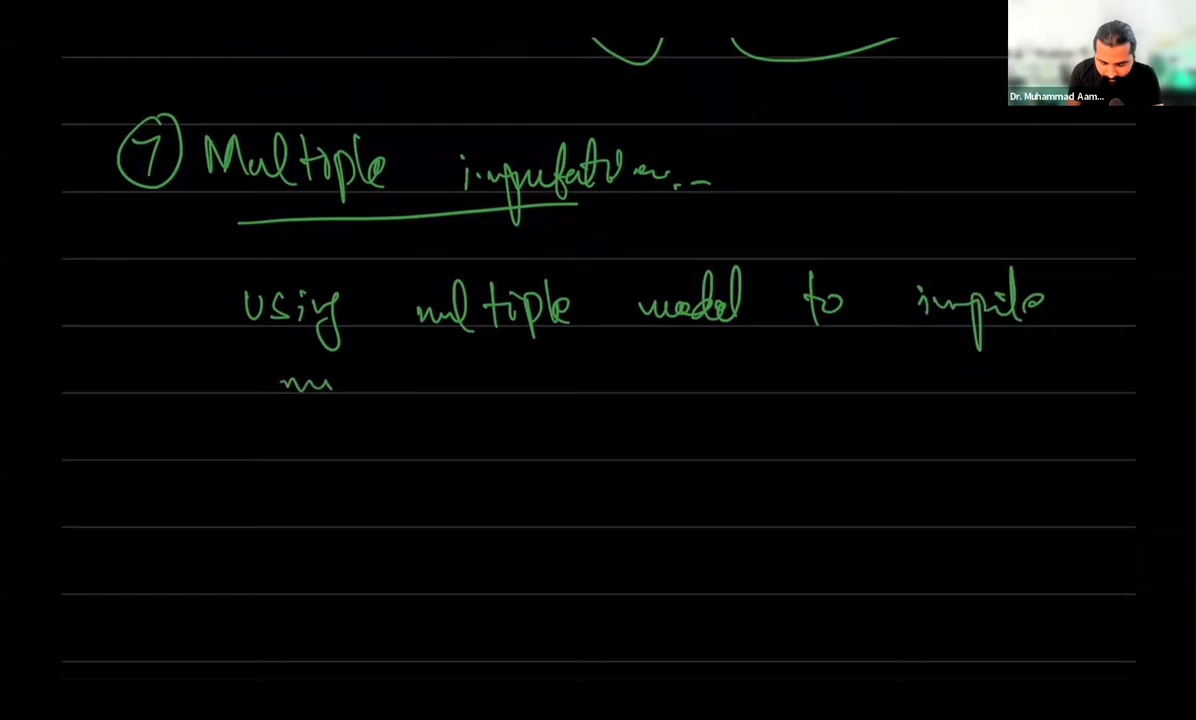 Dr. Muhammad Aam...
7 Multiple imputation..-
using multiple model to impute